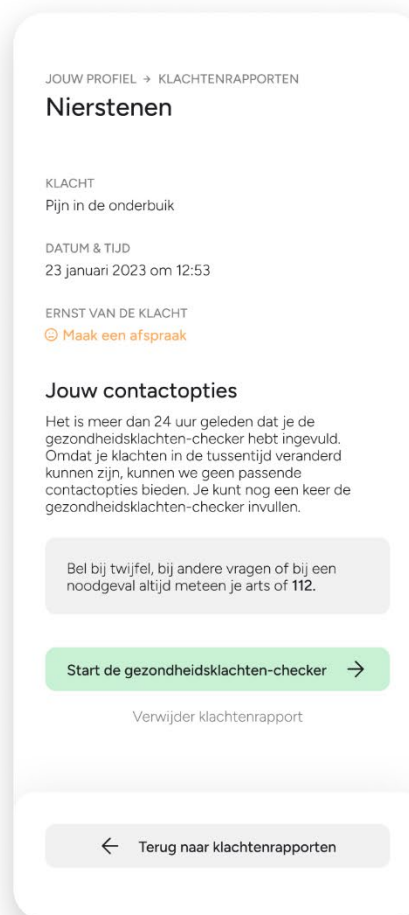 JOUW PROFIEL → KLACHTENRAPPORTEN
Nierstenen
KLACHT
Pijn in de onderbuik
DATUM & TIJD
23 januari 2023 om 12:53
ERNST VAN DE KLACHT
Maak een afspraak
Jouw contactopties
Het is meer dan 24 uur geleden dat je de
gezondheidsklachten-checker hebt ingevuld.
Omdat je klachten in de tussentijd veranderd
kunnen zijn, kunnen we geen passende
contactopties bieden. Je kunt nog een keer de
gezondheidsklachten-checker invullen.
Bel bij twijfel, bij andere vragen of bij een
noodgeval altijd meteen je arts of 112.
Start de gezondheidsklachten-checker →
Verwijder klachtenrapport
← Terug naar klachtenrapporten